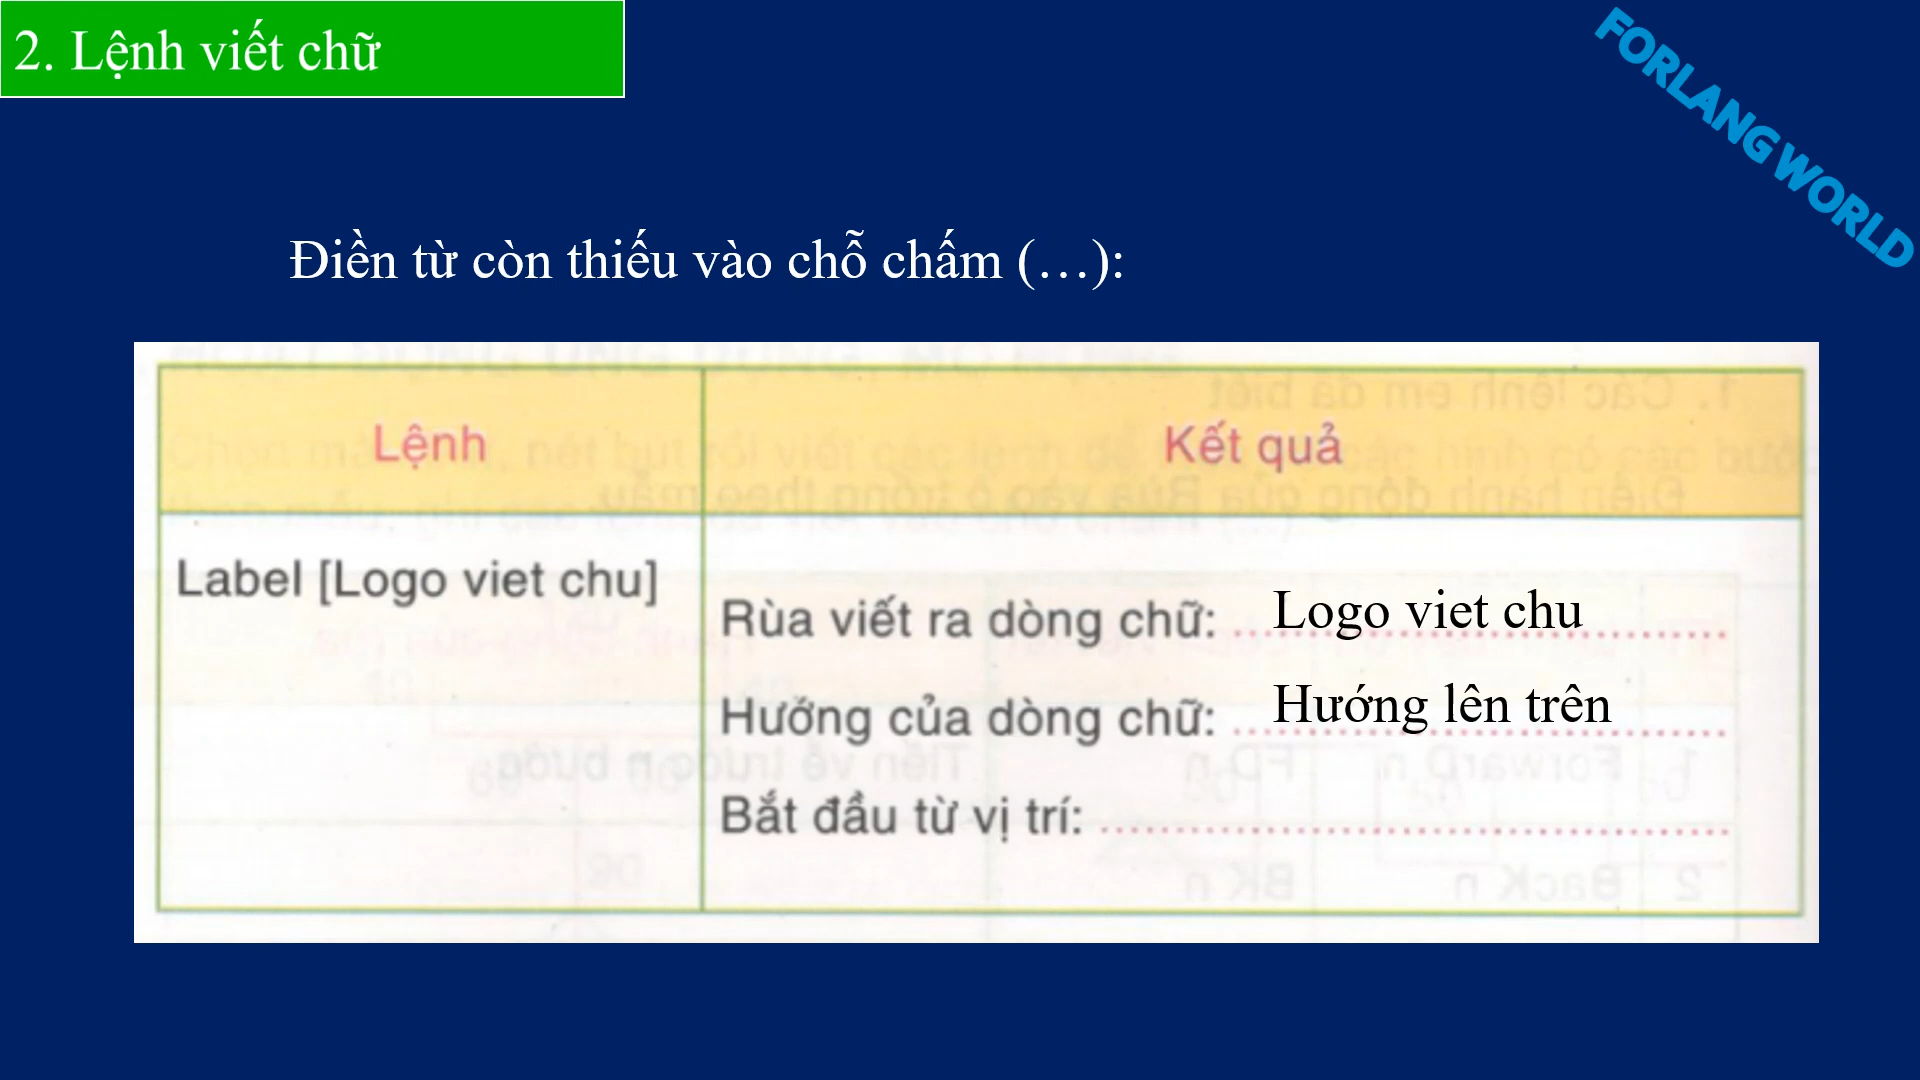 2. Lệnh viết chữ
FORLANG WORLD
Điền từ còn thiếu vào chỗ chấm (…):
Lệnh
Kết quả
Label [Logo viet chu]
Rùa viết ra dòng chữ: Logo viet chu
Hướng của dòng chữ: Hướng lên trên
Bắt đầu từ vị trí: